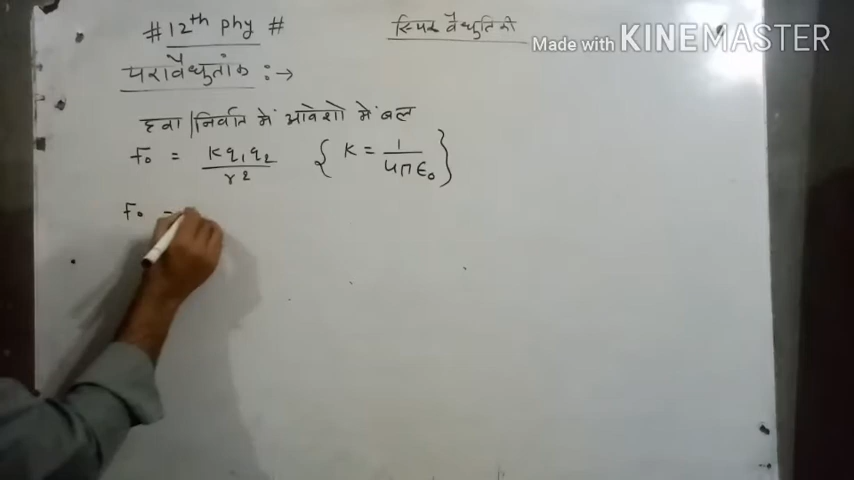 # 12th phy #
स्थिर वैधुतिकी
Made with KINEMASTER
परावैधुतांक :→
हवा | निर्वात में आवेशो में बल
F₀ = Kq₁q₂ / r² { K = 1 / 4πε₀ }
F₀ =